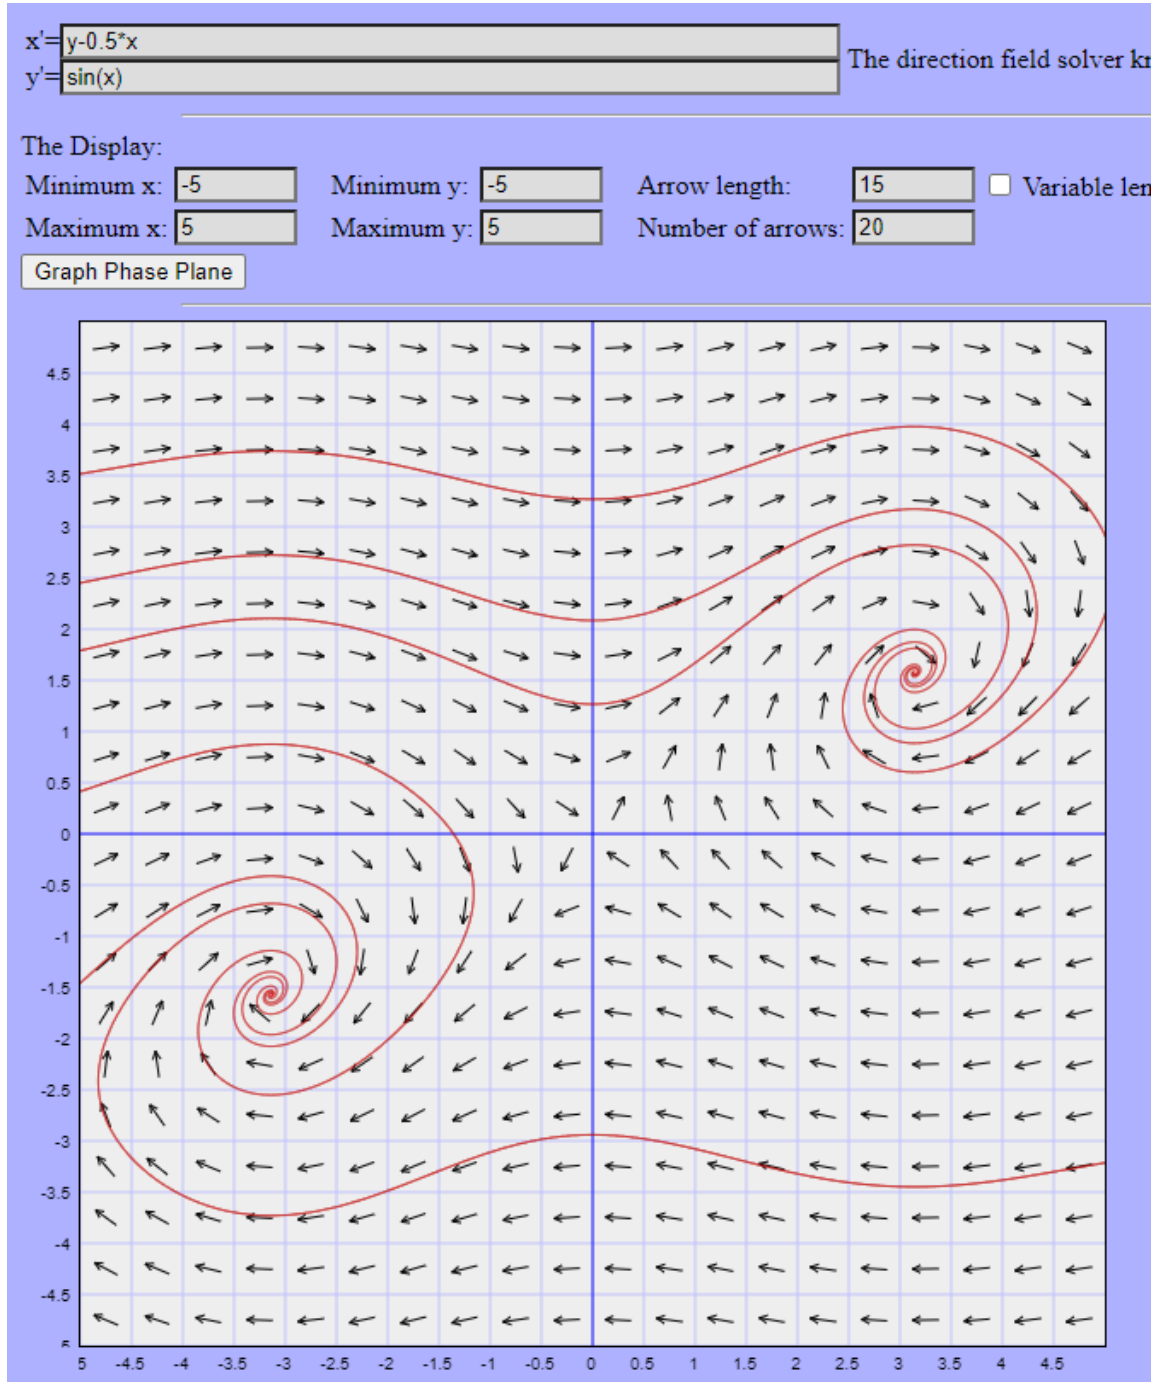 x'= y-0.5*x
y'= sin(x)
The direction field solver kr
The Display:
Minimum x: -5 Minimum y: -5 Arrow length: 15 Variable len
Maximum x: 5 Maximum y: 5 Number of arrows: 20
Graph Phase Plane
4.5
4
3.5
3
2.5
2
1.5
1
0.5
0
-0.5
-1
-1.5
-2
-2.5
-3
-3.5
-4
-4.5
5 -4.5 -4 -3.5 -3 -2.5 -2 -1.5 -1 -0.5 0 0.5 1 1.5 2 2.5 3 3.5 4 4.5